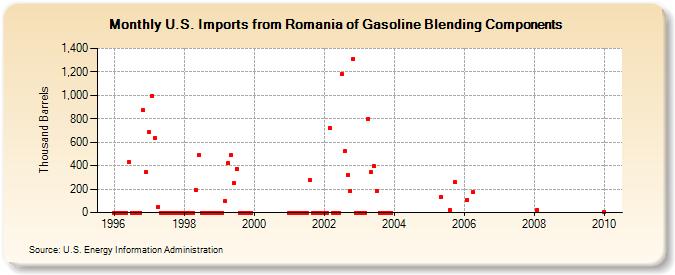 Monthly U.S. Imports from Romania of Gasoline Blending Components
Thousand Barrels
1,400
1,200
1,000
800
600
400
200
0
1996 1998 2000 2002 2004 2006 2008 2010
Source: U.S. Energy Information Administration